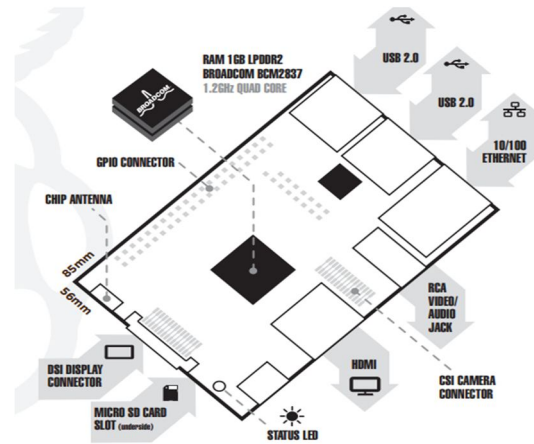 RAM 1GB LPDDR2
BROADCOM BCM2837
1.2GHz QUAD CORE
USB 2.0
USB 2.0
10/100
ETHERNET
BROADCOM
GPIO CONNECTOR
CHIP ANTENNA
85mm
56mm
RCA
VIDEO/
AUDIO
JACK
DSI DISPLAY
CONNECTOR
HDMI
CSI CAMERA
CONNECTOR
MICRO SD CARD
SLOT (underside)
STATUS LED